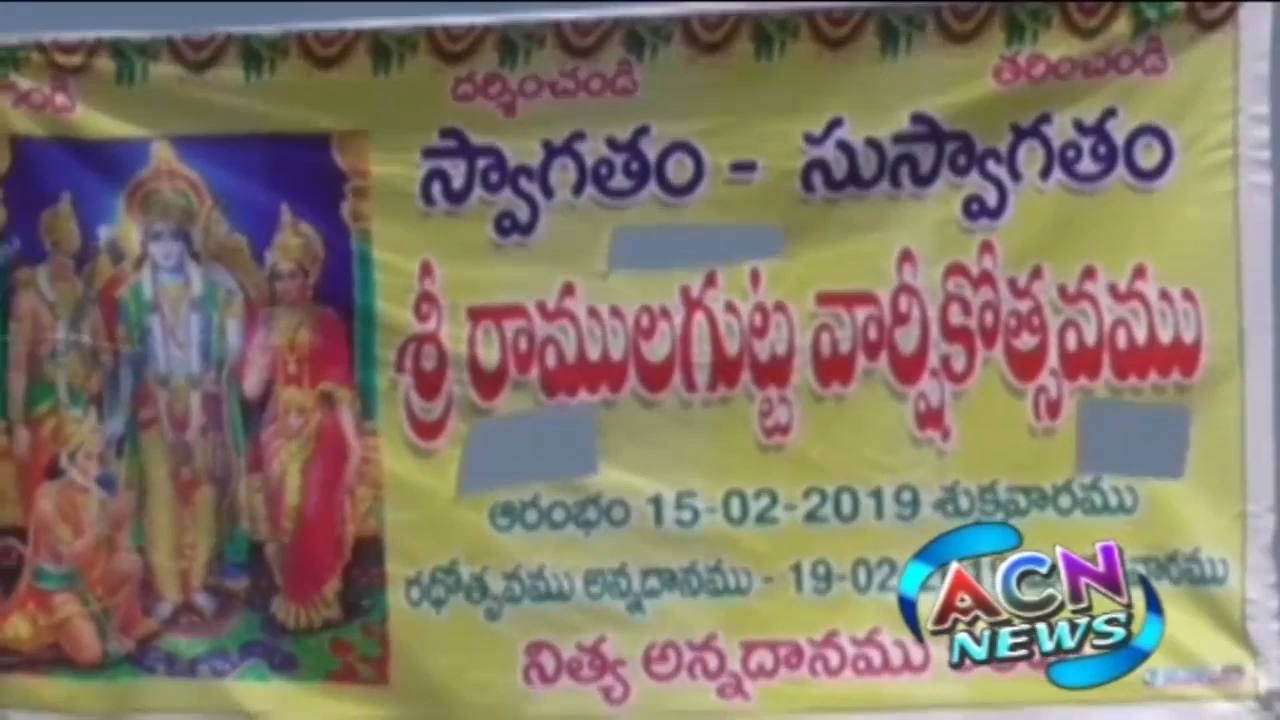 దర్శించండి తరించండి
స్వాగతం - సుస్వాగతం
శ్రీ రాములగుట్ట వార్షికోత్సవము
ఆరంభం 15-02-2019 శుక్రవారము
రథోత్సవము అన్నదానము - 19-02
నిత్య అన్నదానము
ACN
NEWS